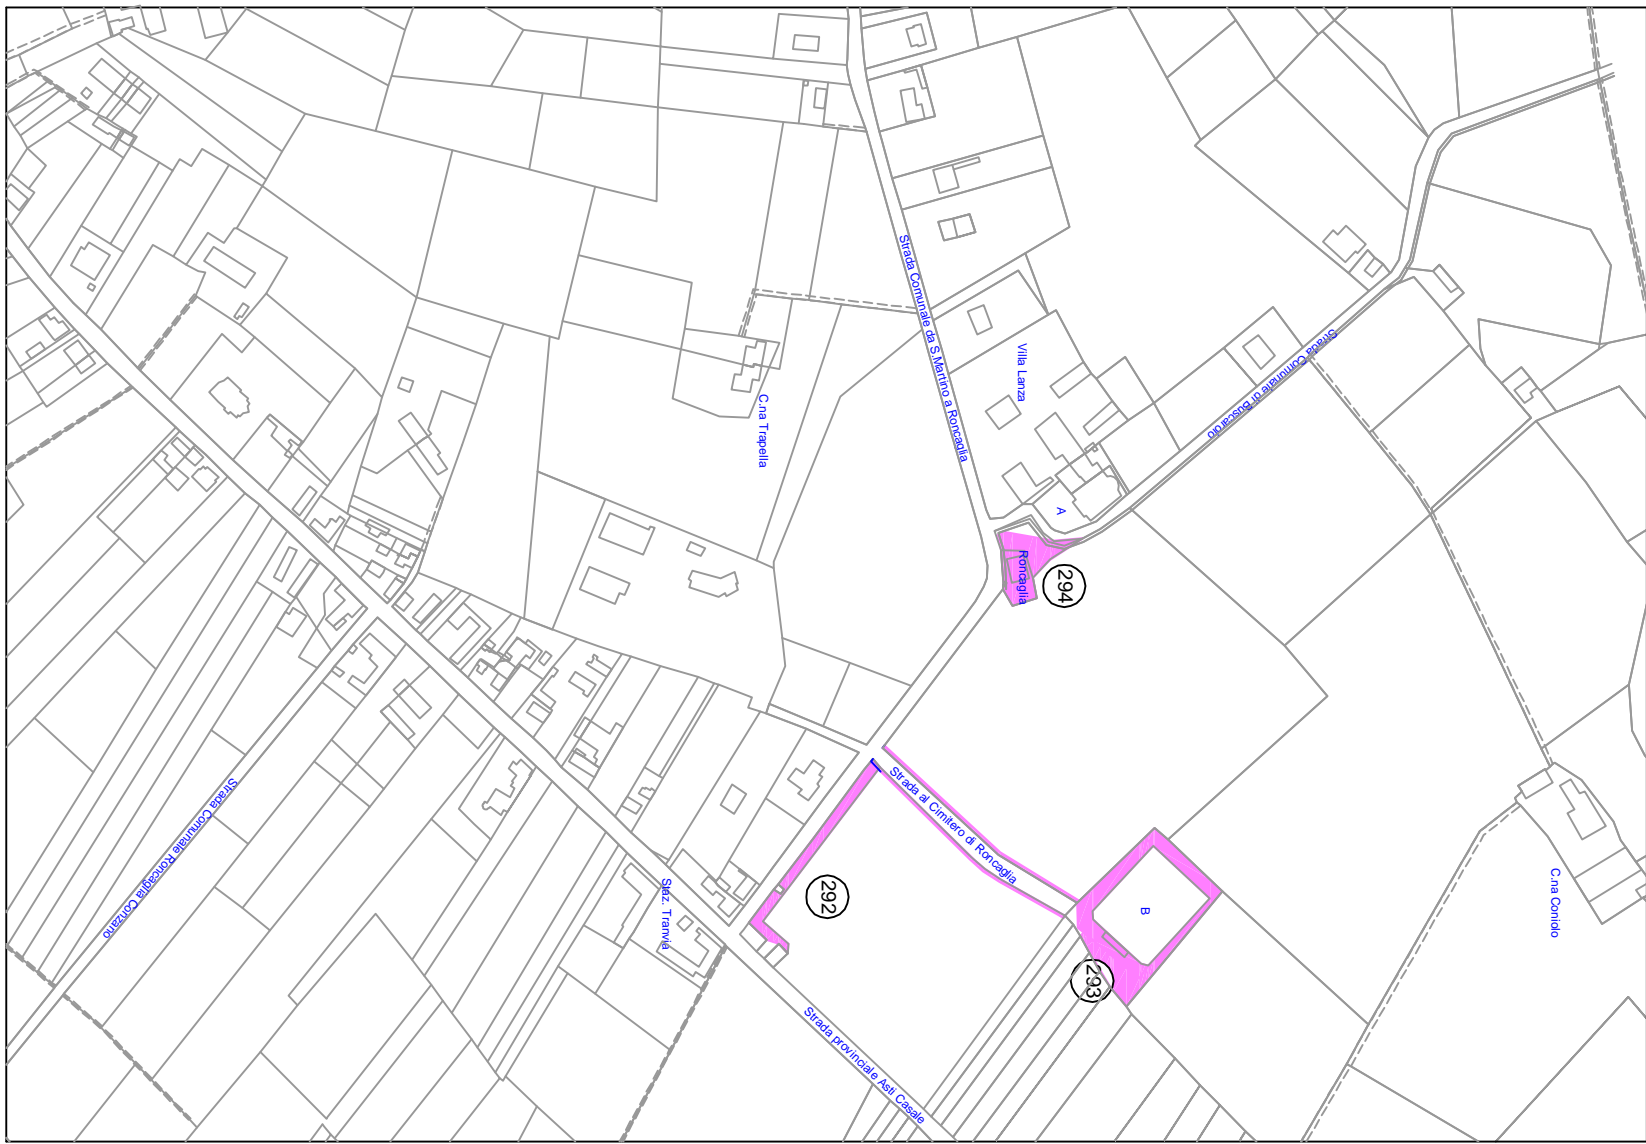 Strada Comunale da S.Martino a Roncaglia
Villa Lanza
Strada Comunale di Buscarolo
C.na Trapella
A
Roncaglia
294
Strada al Cimitero di Roncaglia
292
B
293
C.na Coniolo
Staz. Tranvia
Strada Comunale Roncaglia Conzano
Strada provinciale Asti Casale